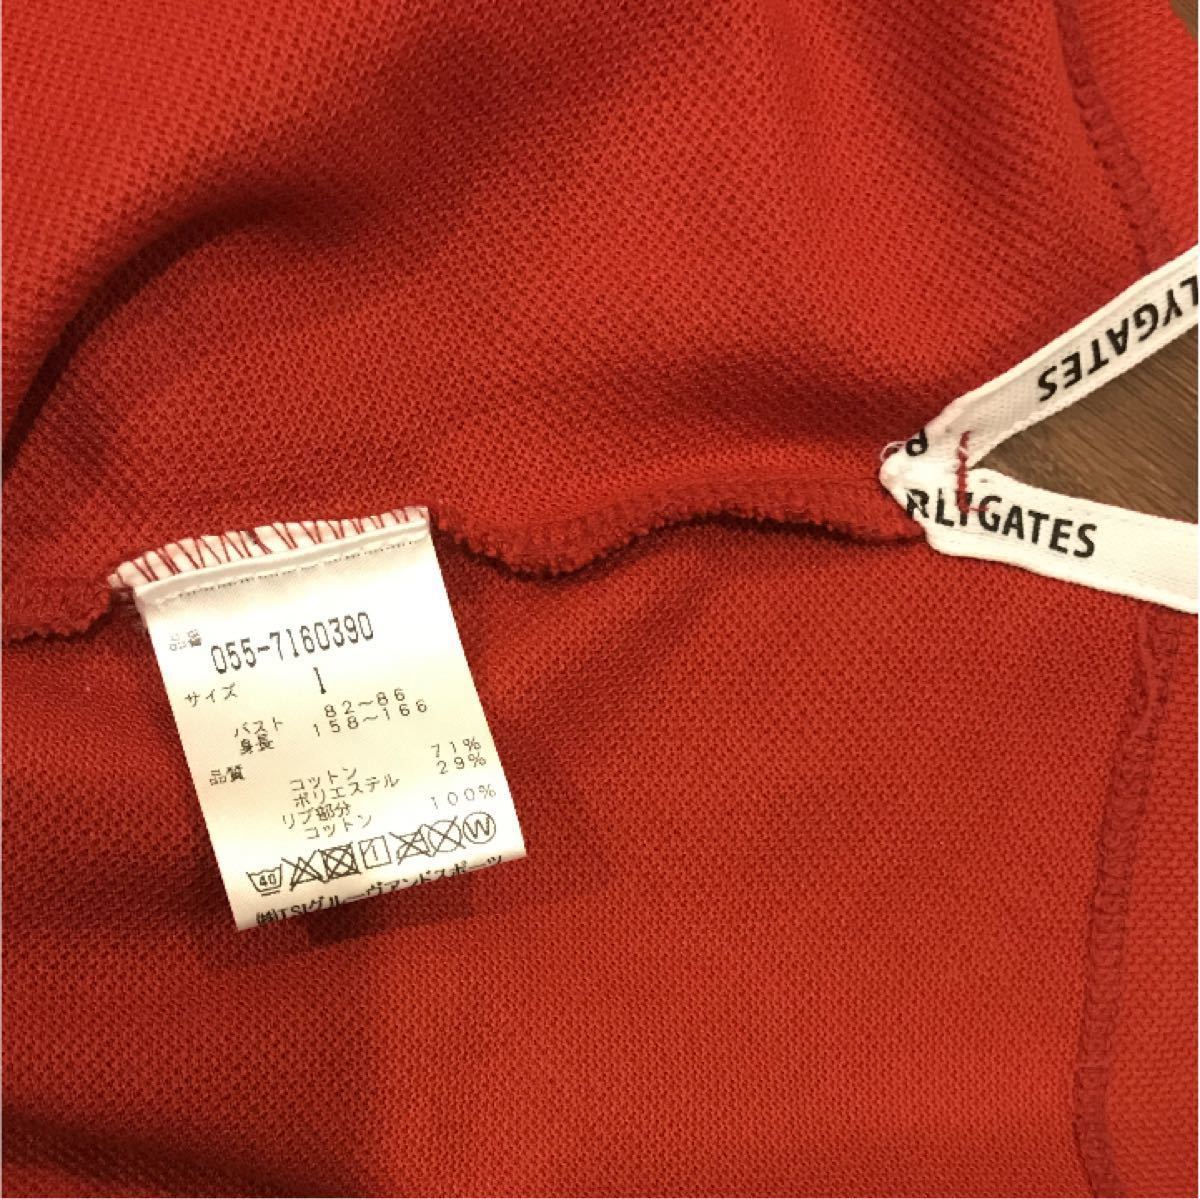 品番 055-7160390
サイズ 1
バスト 82〜86
身長 158〜166
品質 コットン 71%
ポリエステル 29%
リブ部分
コットン 100%
40 1 W
㈱TSIグルーヴアンドスポーツ
LYGATES
&
RLYGATES